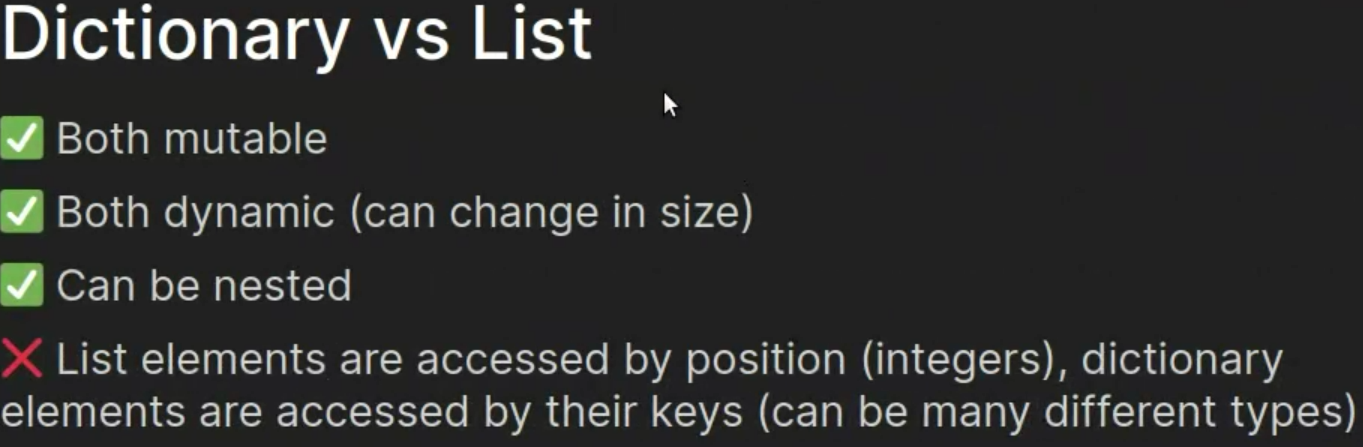 Dictionary vs List
✅ Both mutable
✅ Both dynamic (can change in size)
✅ Can be nested
❌ List elements are accessed by position (integers), dictionary
elements are accessed by their keys (can be many different types)